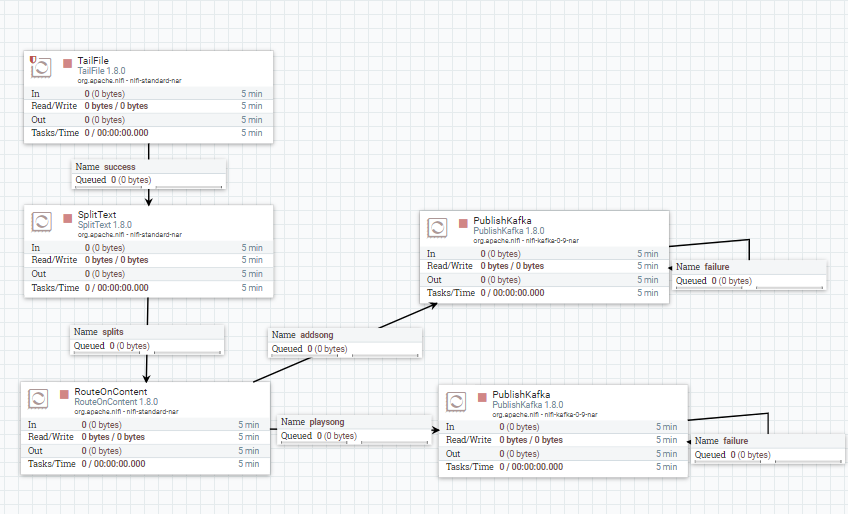 TailFile
TailFile 1.8.0
org.apache.nifi - nifi-standard-nar
In 0 (0 bytes) 5 min
Read/Write 0 bytes / 0 bytes 5 min
Out 0 (0 bytes) 5 min
Tasks/Time 0 / 00:00:00.000 5 min
Name success
Queued 0 (0 bytes)
SplitText
SplitText 1.8.0
org.apache.nifi - nifi-standard-nar
In 0 (0 bytes) 5 min
Read/Write 0 bytes / 0 bytes 5 min
Out 0 (0 bytes) 5 min
Tasks/Time 0 / 00:00:00.000 5 min
Name splits
Queued 0 (0 bytes)
RouteOnContent
RouteOnContent 1.8.0
org.apache.nifi - nifi-standard-nar
In 0 (0 bytes) 5 min
Read/Write 0 bytes / 0 bytes 5 min
Out 0 (0 bytes) 5 min
Tasks/Time 0 / 00:00:00.000 5 min
Name addsong
Queued 0 (0 bytes)
PublishKafka
PublishKafka 1.8.0
org.apache.nifi - nifi-kafka-0-9-nar
In 0 (0 bytes) 5 min
Read/Write 0 bytes / 0 bytes 5 min
Out 0 (0 bytes) 5 min
Tasks/Time 0 / 00:00:00.000 5 min
Name failure
Queued 0 (0 bytes)
Name playsong
Queued 0 (0 bytes)
PublishKafka
PublishKafka 1.8.0
org.apache.nifi - nifi-kafka-0-9-nar
In 0 (0 bytes) 5 min
Read/Write 0 bytes / 0 bytes 5 min
Out 0 (0 bytes) 5 min
Tasks/Time 0 / 00:00:00.000 5 min
Name failure
Queued 0 (0 bytes)